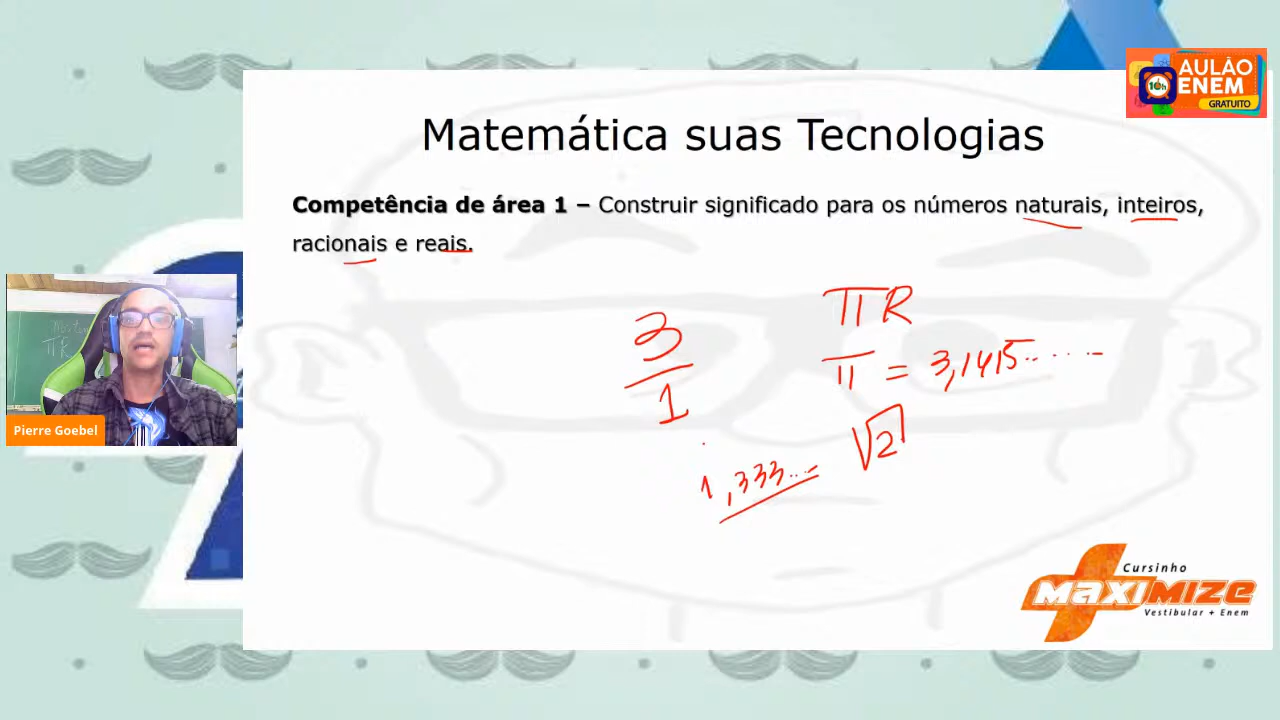 AULÃO
ENEM
GRATUITO
10h
Matemática suas Tecnologias
Competência de área 1 – Construir significado para os números naturais, inteiros,
racionais e reais.
3
1
πR
π = 3,1415......
√2
1,333...
Pierre Goebel
Cursinho
MAXIMIZE
Vestibular + Enem